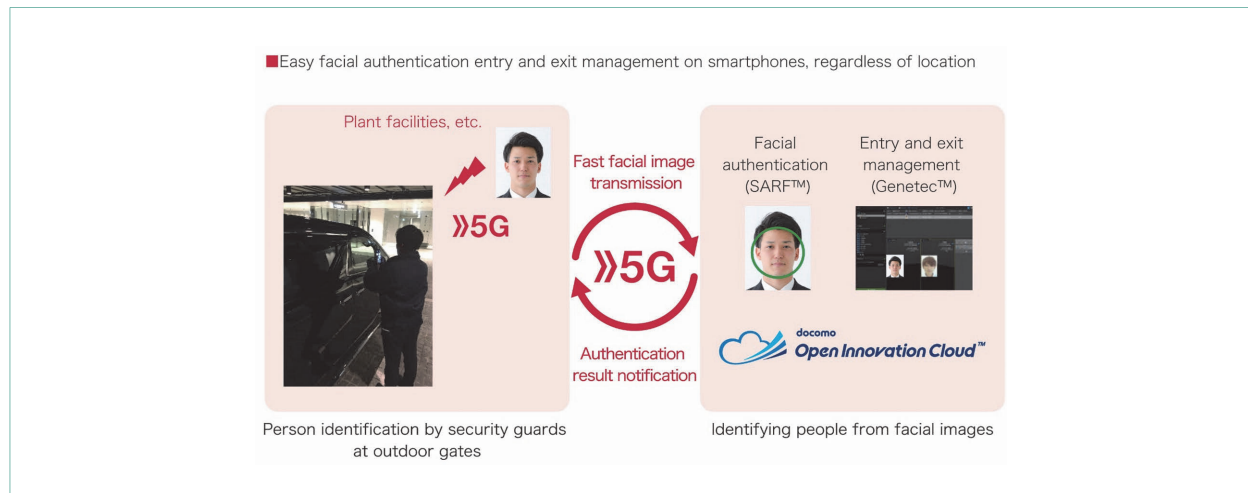 ■Easy facial authentication entry and exit management on smartphones, regardless of location
Plant facilities, etc.
5G
Person identification by security guards
at outdoor gates
Fast facial image
transmission
5G
Authentication
result notification
Facial
authentication
(SARF™)
Entry and exit
management
(Genetec™)
docomo
Open Innovation Cloud™
Identifying people from facial images